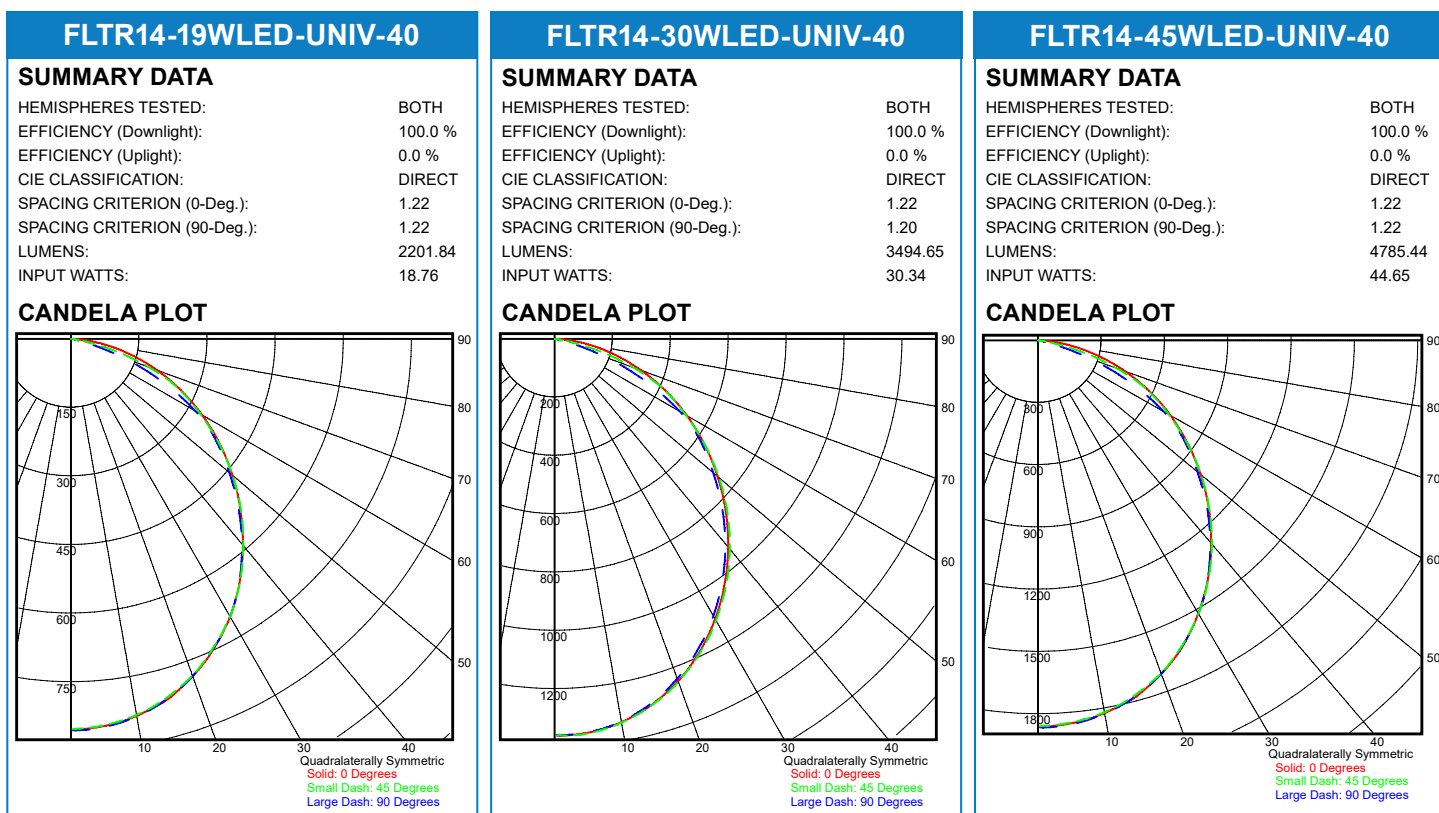 FLTR14-19WLED-UNIV-40
SUMMARY DATA
HEMISPHERES TESTED: BOTH
EFFICIENCY (Downlight): 100.0 %
EFFICIENCY (Uplight): 0.0 %
CIE CLASSIFICATION: DIRECT
SPACING CRITERION (0-Deg.): 1.22
SPACING CRITERION (90-Deg.): 1.22
LUMENS: 2201.84
INPUT WATTS: 18.76
CANDELA PLOT
90
80
150
70
300
450
60
600
50
750
10 20 30 40
Quadralaterally Symmetric
Solid: 0 Degrees
Small Dash: 45 Degrees
Large Dash: 90 Degrees
FLTR14-30WLED-UNIV-40
SUMMARY DATA
HEMISPHERES TESTED: BOTH
EFFICIENCY (Downlight): 100.0 %
EFFICIENCY (Uplight): 0.0 %
CIE CLASSIFICATION: DIRECT
SPACING CRITERION (0-Deg.): 1.22
SPACING CRITERION (90-Deg.): 1.20
LUMENS: 3494.65
INPUT WATTS: 30.34
CANDELA PLOT
90
200
80
400
70
600
60
800
1000
50
1200
10 20 30 40
Quadralaterally Symmetric
Solid: 0 Degrees
Small Dash: 45 Degrees
Large Dash: 90 Degrees
FLTR14-45WLED-UNIV-40
SUMMARY DATA
HEMISPHERES TESTED: BOTH
EFFICIENCY (Downlight): 100.0 %
EFFICIENCY (Uplight): 0.0 %
CIE CLASSIFICATION: DIRECT
SPACING CRITERION (0-Deg.): 1.22
SPACING CRITERION (90-Deg.): 1.22
LUMENS: 4785.44
INPUT WATTS: 44.65
CANDELA PLOT
90
300
80
600
70
900
60
1200
1500
50
1800
10 20 30 40
Quadralaterally Symmetric
Solid: 0 Degrees
Small Dash: 45 Degrees
Large Dash: 90 Degrees